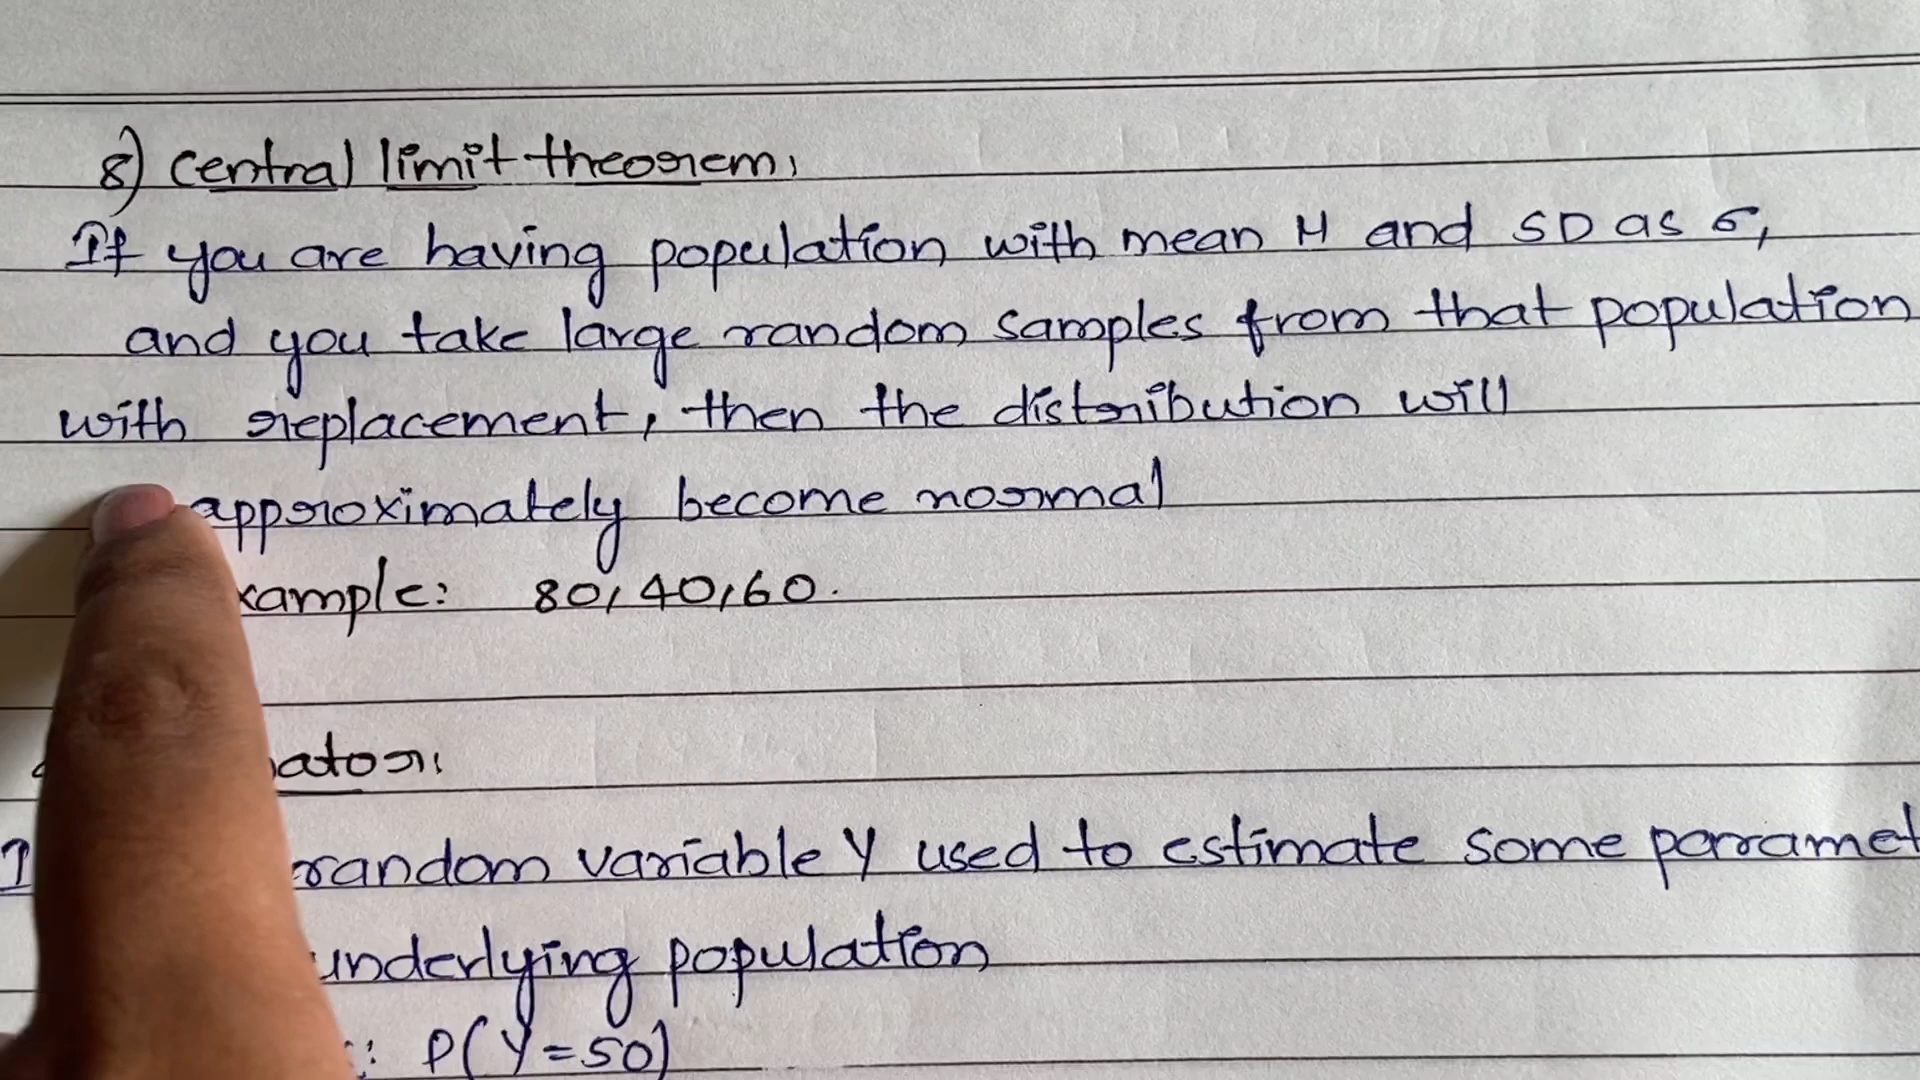 8) Central limit theorem:
If you are having population with mean μ and SD as σ,
and you take large random samples from that population
with replacement, then the distribution will
approximately become normal
xample: 80,40,60.
ator:
random variable Y used to estimate some parramet
underlying population
: P(Y=50)